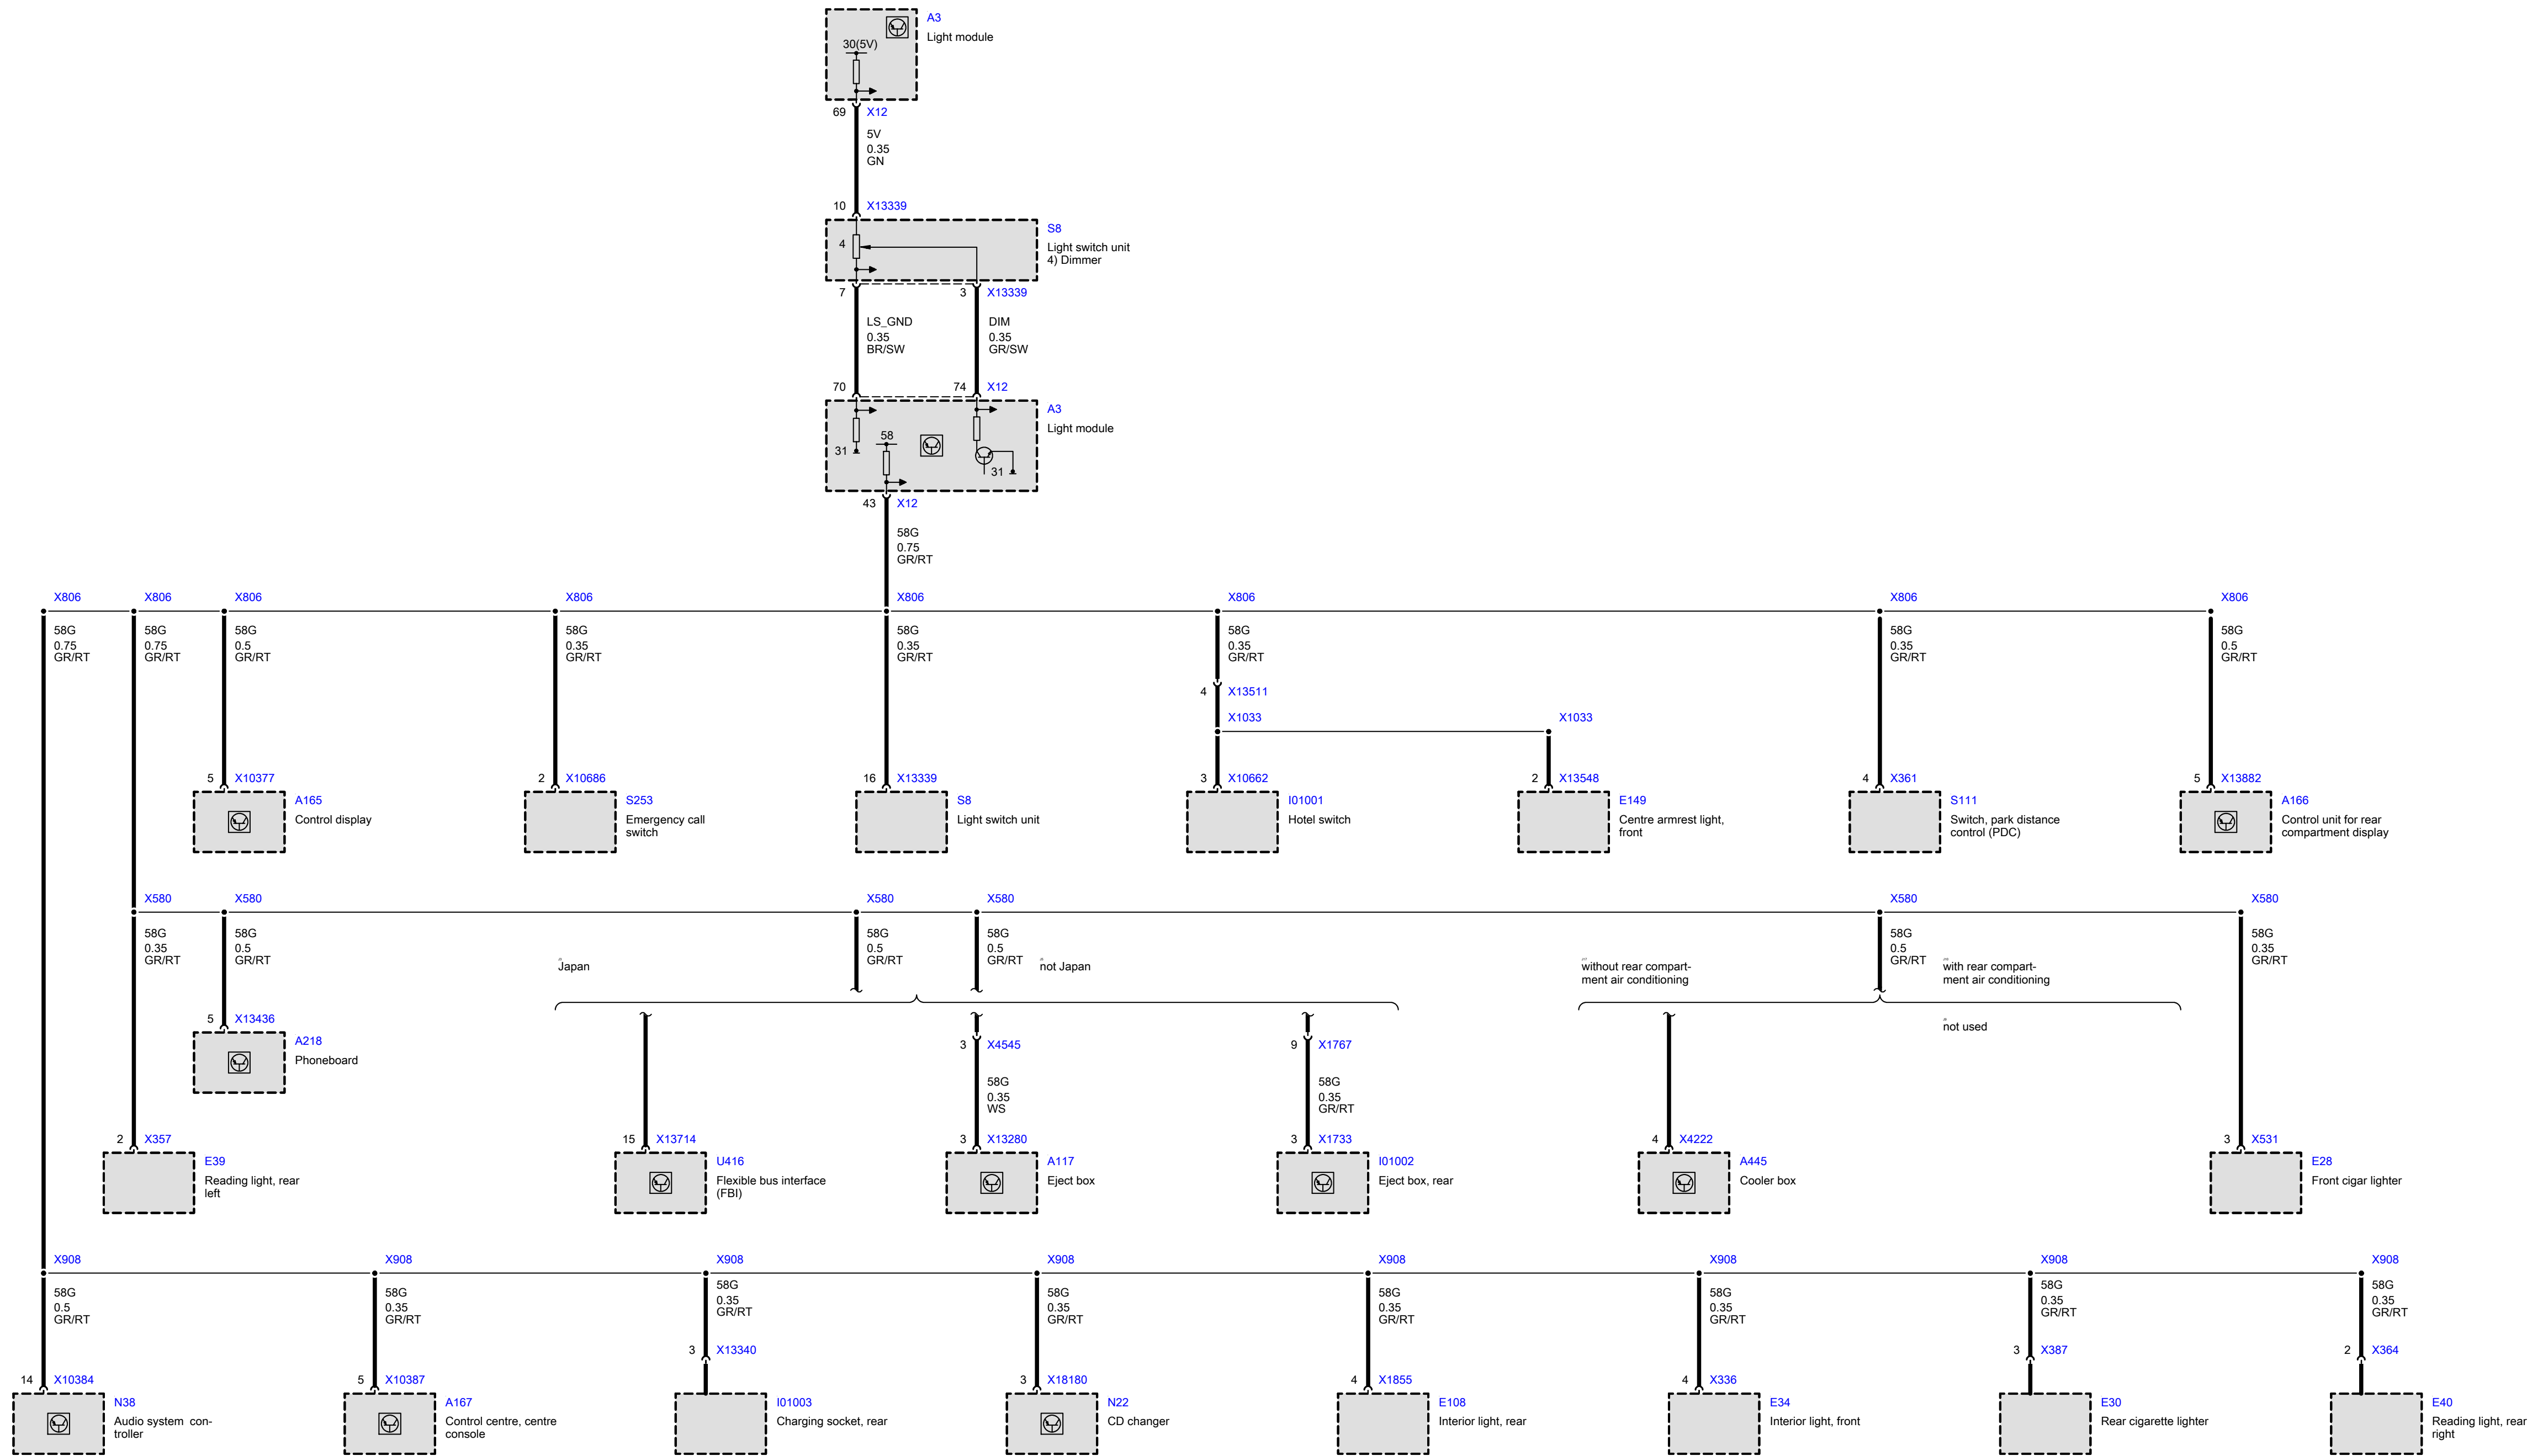 A3
Light module
30(5V)
69 X12
5V
0.35
GN
10 X13339
S8
Light switch unit
4) Dimmer
4
7 3 X13339
LS_GND DIM
0.35 0.35
BR/SW GR/SW
70 74 X12
A3
Light module
58
31
31
43 X12
58G
0.75
GR/RT
X806 X806 X806 X806 X806 X806 X806 X806
58G 58G 58G 58G 58G 58G 58G 58G
0.75 0.75 0.5 0.35 0.35 0.35 0.35 0.5
GR/RT GR/RT GR/RT GR/RT GR/RT GR/RT GR/RT GR/RT
4 X13511
X1033 X1033
5 X10377 2 X10686 16 X13339 3 X10662 2 X13548 4 X361 5 X13882
A165 S253 S8 I01001 E149 S111 A166
Control display Emergency call Light switch unit Hotel switch Centre armrest light, Switch, park distance Control unit for rear
switch front control (PDC) compartment display
X580 X580 X580 X580 X580 X580
58G 58G 58G 58G 58G 58G
0.35 0.5 0.5 0.5 0.5 0.35
GR/RT GR/RT GR/RT GR/RT GR/RT GR/RT
Japan not Japan without rear compart- with rear compart-
ment air conditioning ment air conditioning
5 X13436
not used
A218
Phoneboard
3 X4545 9 X1767
58G 58G
0.35 0.35
WS GR/RT
2 X357 15 X13714 3 X13280 3 X1733 4 X4222 3 X531
E39 U416 A117 I01002 A445 E28
Reading light, rear Flexible bus interface Eject box Eject box, rear Cooler box Front cigar lighter
left (FBI)
X908 X908 X908 X908 X908 X908 X908 X908
58G 58G 58G 58G 58G 58G 58G 58G
0.5 0.35 0.35 0.35 0.35 0.35 0.35 0.35
GR/RT GR/RT GR/RT GR/RT GR/RT GR/RT GR/RT GR/RT
3 X13340 3 X387 2 X364
14 X10384 5 X10387 3 X18180 4 X1855 4 X336
N38 A167 I01003 N22 E108 E34 E30 E40
Audio system con- Control centre, centre Charging socket, rear CD changer Interior light, rear Interior light, front Rear cigarette lighter Reading light, rear
troller console right